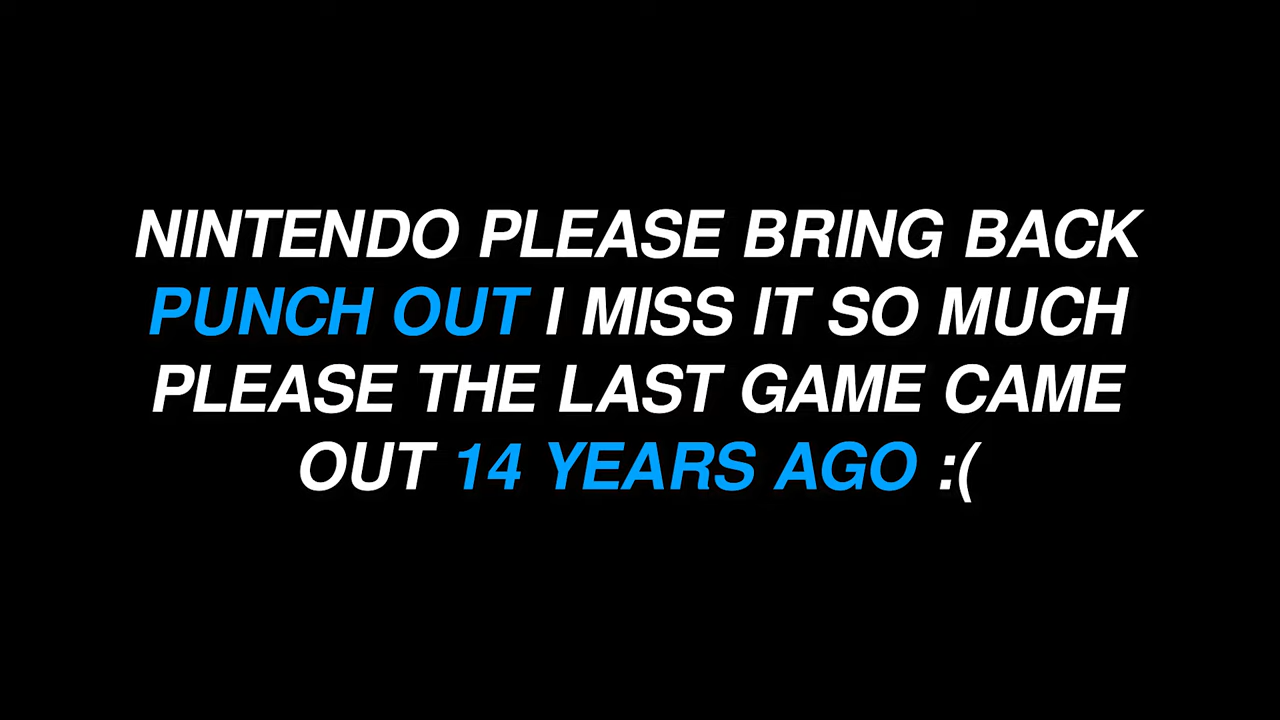 NINTENDO PLEASE BRING BACK
PUNCH OUT I MISS IT SO MUCH
PLEASE THE LAST GAME CAME
OUT 14 YEARS AGO :(